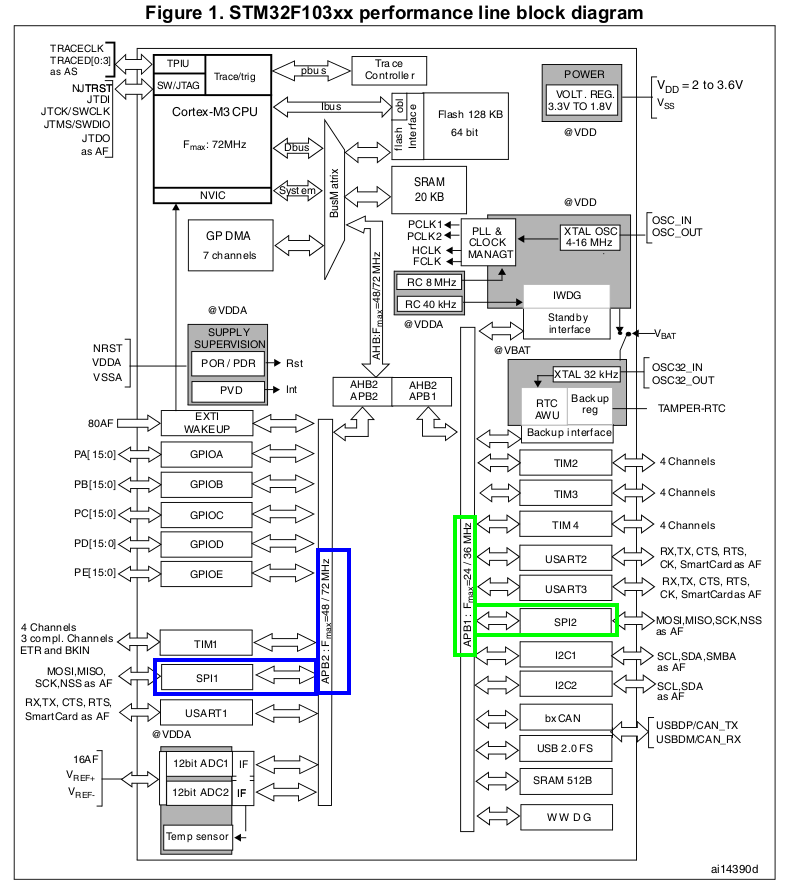 Figure 1. STM32F103xx performance line block diagram
TRACECLK
TRACED[0:3]
as AS
NJTRST
JTDI
JTCK/SWCLK
JTMS/SWDIO
JTDO
as AF
TPIU
SW/JTAG
Trace/trig
Cortex-M3 CPU
Fmax: 72MHz
NVIC
pbus
Trace
Controller
Ibus
Dbus
System
BusMatrix
flash obl
Interface
Flash 128 KB
64 bit
SRAM
20 KB
POWER
VOLT. REG.
3.3V TO 1.8V
@VDD
VDD = 2 to 3.6V
VSS
GP DMA
7 channels
AHB:Fmax=48/72 MHz
@VDD
PCLK1
PCLK2
HCLK
FCLK
PLL &
CLOCK
MANAGT
XTAL OSC
4-16 MHz
OSC_IN
OSC_OUT
RC 8 MHz
RC 40 kHz
@VDDA
IWDG
Standby
interface
VBAT
@VBAT
@VDDA
SUPPLY
SUPERVISION
NRST
VDDA
VSSA
POR / PDR
Rst
PVD
Int
AHB2
APB2
AHB2
APB1
XTAL 32 kHz
OSC32_IN
OSC32_OUT
RTC
AWU
Backup
reg
TAMPER-RTC
Backup interface
80AF
EXTI
WAKEUP
PA[15:0]
GPIOA
PB[15:0]
GPIOB
PC[15:0]
GPIOC
PD[15:0]
GPIOD
PE[15:0]
GPIOE
4 Channels
3 compl. Channels
ETR and BKIN
TIM1
MOSI,MISO,
SCK,NSS as AF
SPI1
RX,TX, CTS, RTS,
SmartCard as AF
USART1
@VDDA
16AF
VREF+
VREF-
12bit ADC1
IF
12bit ADC2
IF
Temp sensor
APB2 : Fmax=48 / 72 MHz
APB1 : Fmax=24 / 36 MHz
TIM2
4 Channels
TIM3
4 Channels
TIM 4
4 Channels
USART2
RX,TX, CTS, RTS,
CK, SmartCard as AF
USART3
RX,TX, CTS, RTS,
CK, SmartCard as AF
SPI2
MOSI,MISO,SCK,NSS
as AF
I2C1
SCL,SDA,SMBA
as AF
I2C2
SCL,SDA
as AF
bxCAN
USBDP/CAN_TX
USBDM/CAN_RX
USB 2.0 FS
SRAM 512B
WWDG
ai14390d